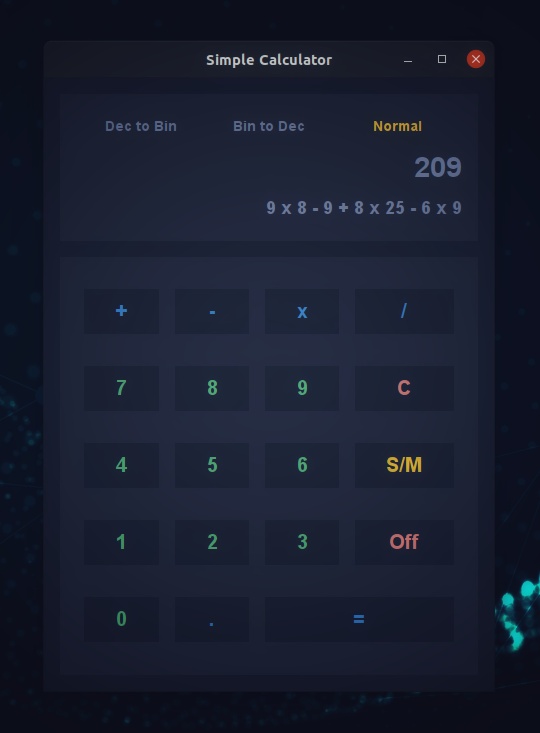 Simple Calculator
Dec to Bin Bin to Dec Normal
209
9 x 8 - 9 + 8 x 25 - 6 x 9
+ - x /
7 8 9 C
4 5 6 S/M
1 2 3 Off
0 . =